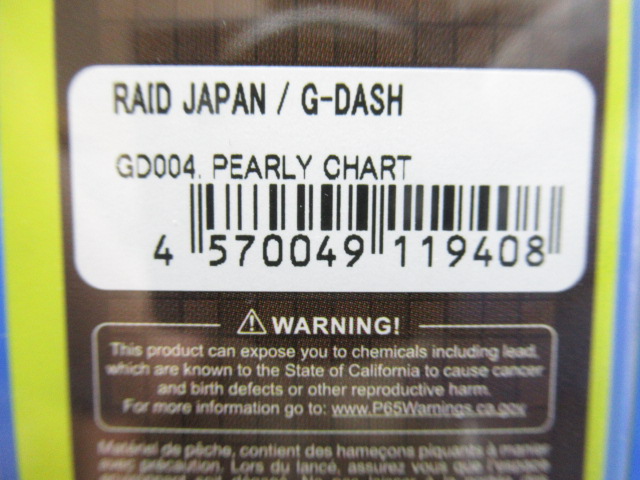 RAID JAPAN / G-DASH
GD004. PEARLY CHART
4 570049 119408
⚠ WARNING!
This product can expose you to chemicals including lead,
which are known to the State of California to cause cancer
and birth defects or other reproductive harm.
For more information go to: www.P65Warnings.ca.gov
Matériel de pêche, contient des hameçons piquants à manier
avec précaution. Lors du lancé, assurez vous que l'espace